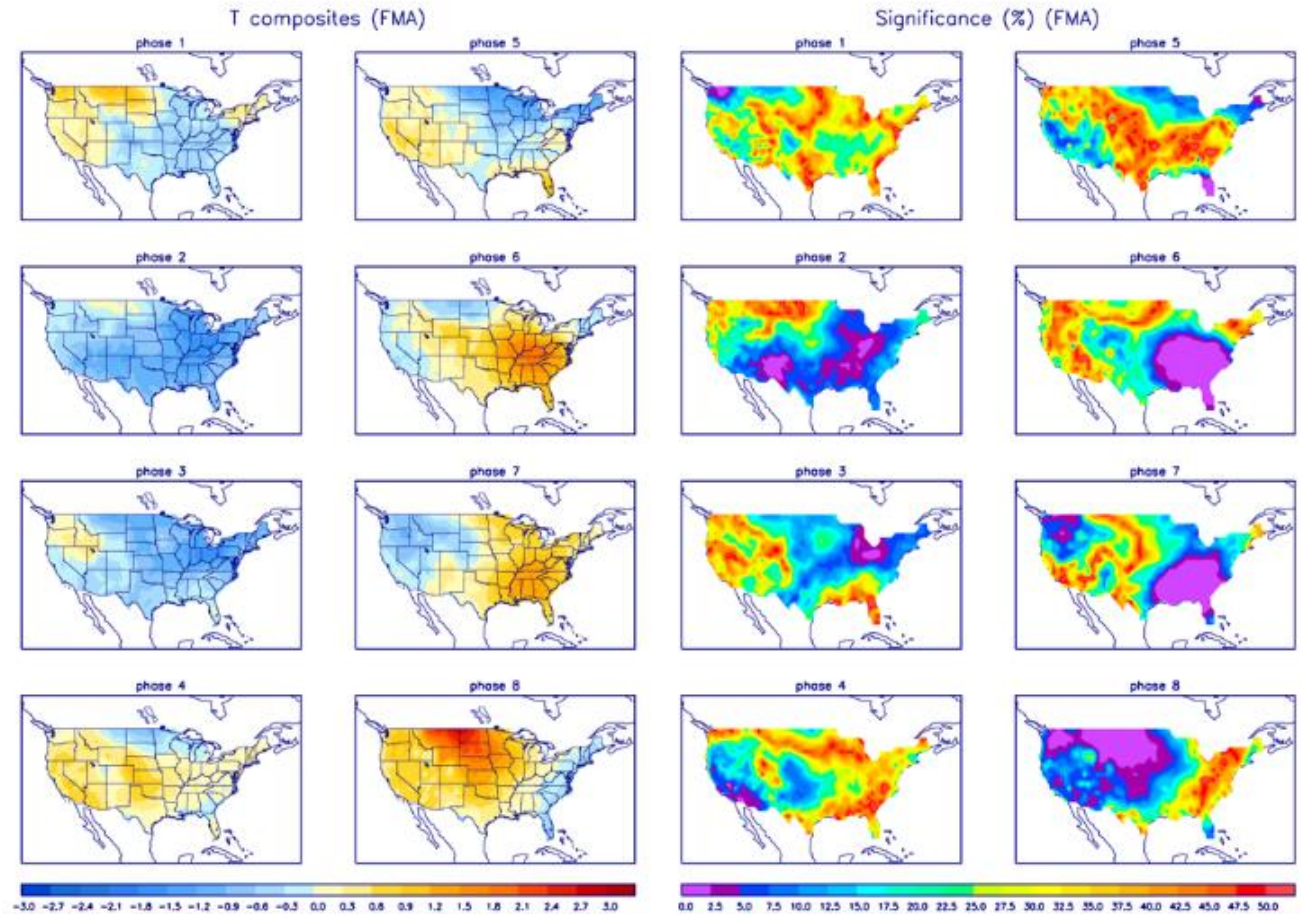 T composites (FMA) Significance (%) (FMA)
phase 1 phase 5 phase 1 phase 5
phase 2 phase 6 phase 2 phase 6
phase 3 phase 7 phase 3 phase 7
phase 4 phase 8 phase 4 phase 8
-3.0 -2.7 -2.4 -2.1 -1.8 -1.5 -1.2 -0.9 -0.6 -0.3 0.0 0.3 0.6 0.9 1.2 1.5 1.8 2.1 2.4 2.7 3.0 0.0 2.5 5.0 7.5 10.0 12.5 15.0 17.5 20.0 22.5 25.0 27.5 30.0 32.5 35.0 37.5 40.0 42.5 45.0 47.5 50.0